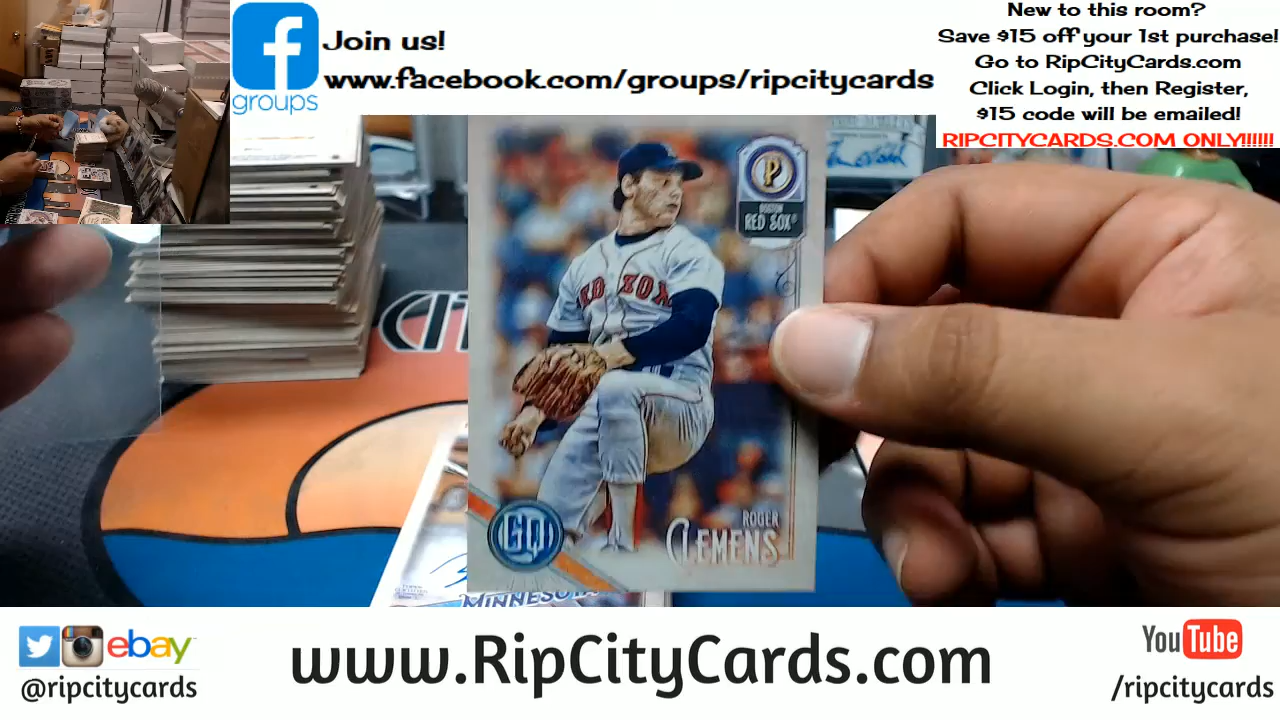 Join us!
www.facebook.com/groups/ripcitycards
groups
New to this room?
Save $15 off your 1st purchase!
Go to RipCityCards.com
Click Login, then Register,
$15 code will be emailed!
RIPCITYCARDS.COM ONLY!!!!!!
P
BOSTON
RED SOX
RED SOX
GQ
ROGER
CLEMENS
MINNESO
ebay
@ripcitycards
www.RipCityCards.com
YouTube
/ripcitycards